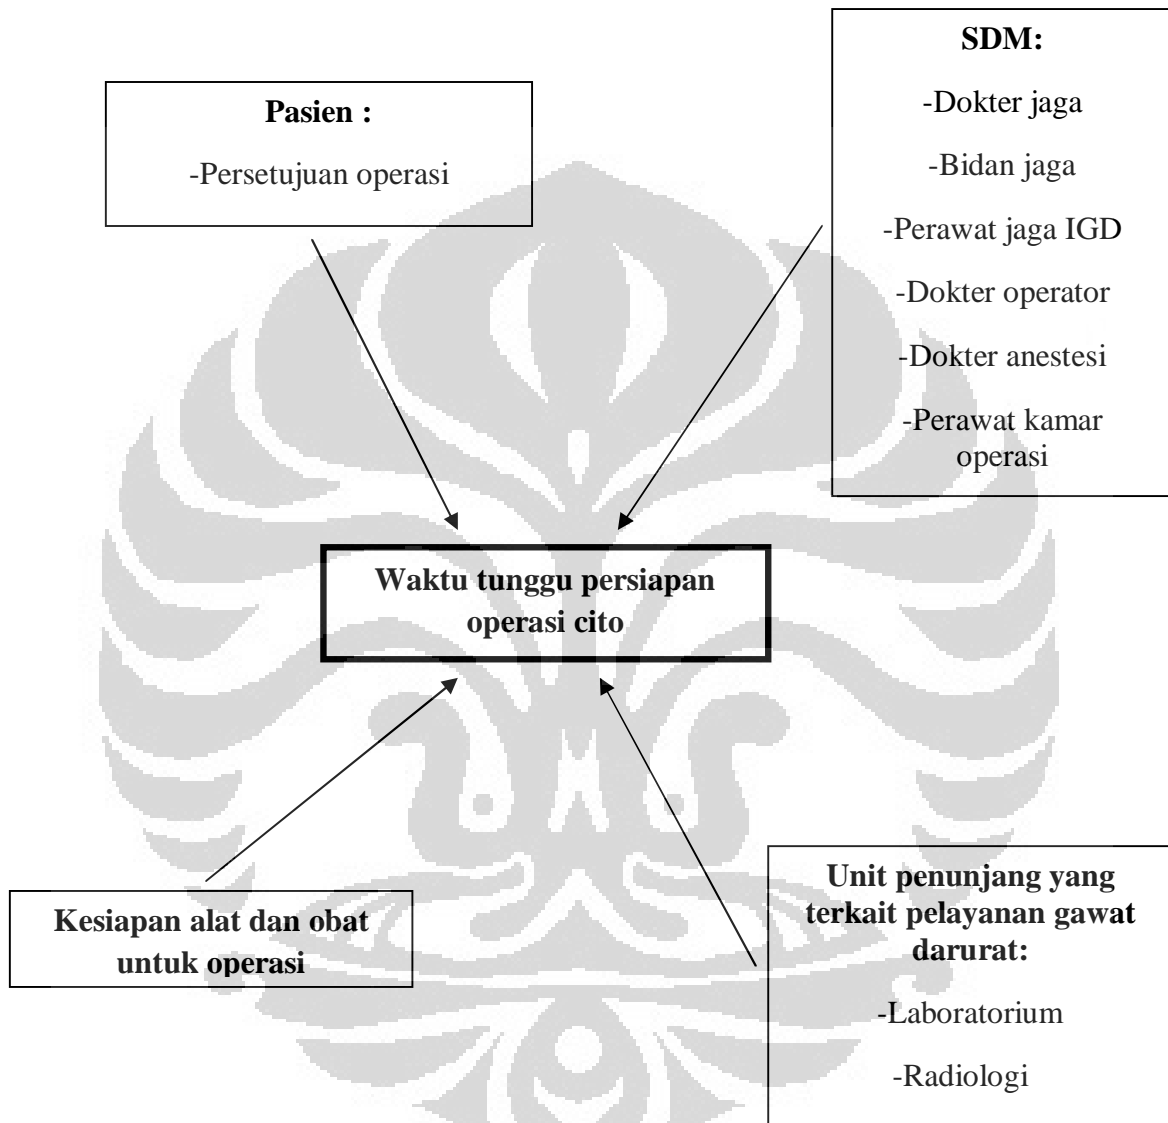 Pasien :
-Persetujuan operasi
SDM:
-Dokter jaga
-Bidan jaga
-Perawat jaga IGD
-Dokter operator
-Dokter anestesi
-Perawat kamar
operasi
Waktu tunggu persiapan
operasi cito
Kesiapan alat dan obat
untuk operasi
Unit penunjang yang
terkait pelayanan gawat
darurat:
-Laboratorium
-Radiologi